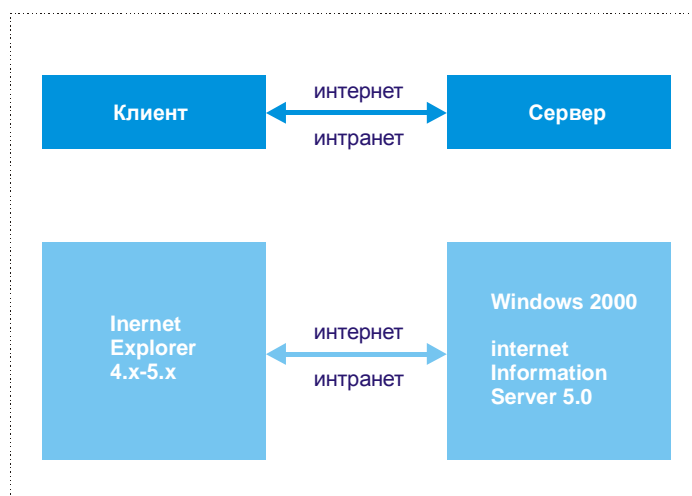 Клиент
интернет
интранет
Сервер
Inernet
Explorer
4.x-5.x
интернет
интранет
Windows 2000
internet
Information
Server 5.0